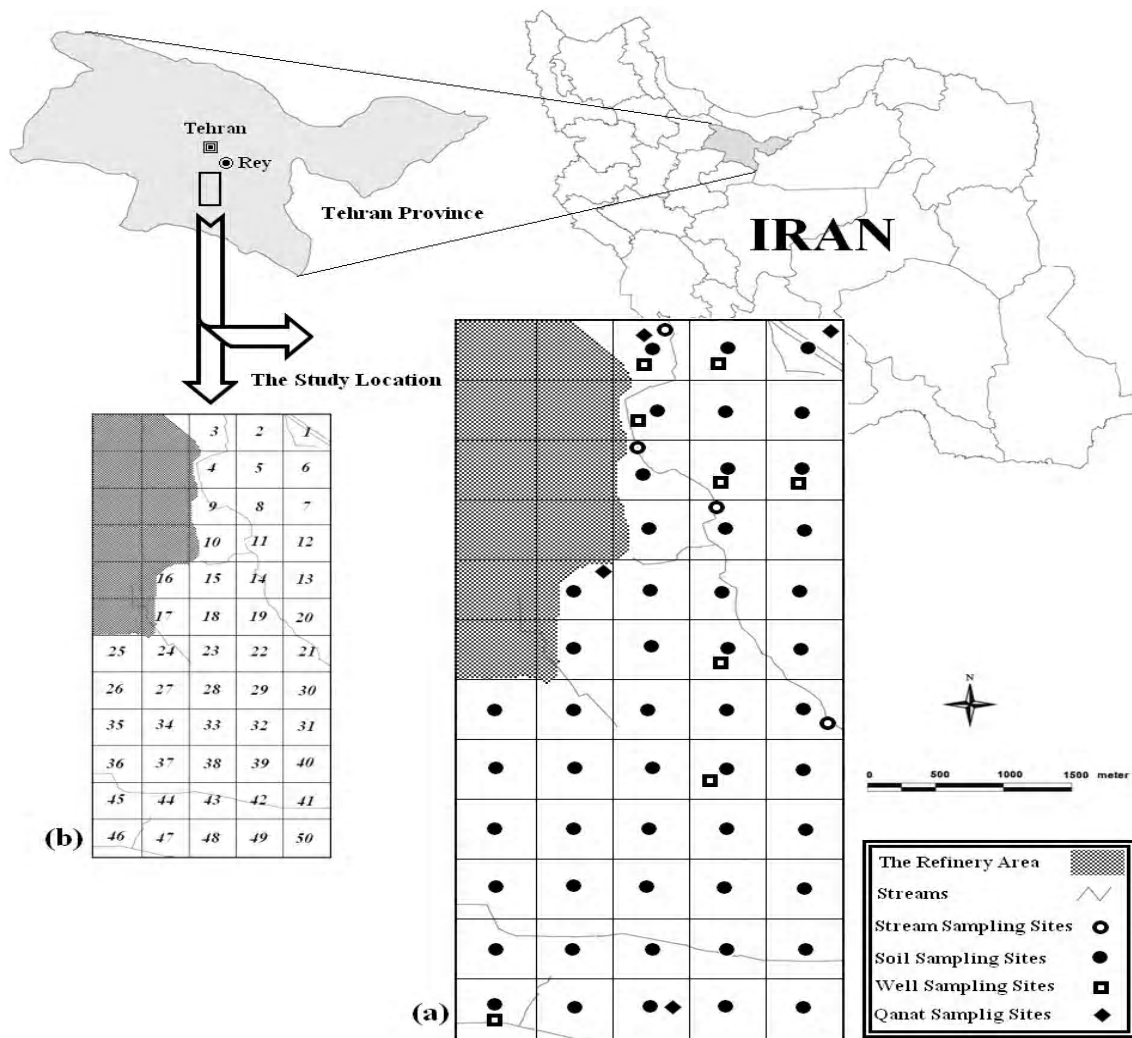 Tehran
Rey
Tehran Province
IRAN
The Study Location
3 2 1
4 5 6
9 8 7
10 11 12
16 15 14 13
17 18 19 20
25 24 23 22 21
26 27 28 29 30
35 34 33 32 31
36 37 38 39 40
45 44 43 42 41
46 47 48 49 50
(b)
(a)
N
0 500 1000 1500 meter
The Refinery Area
Streams
Stream Sampling Sites
Soil Sampling Sites
Well Sampling Sites
Qanat Samplig Sites